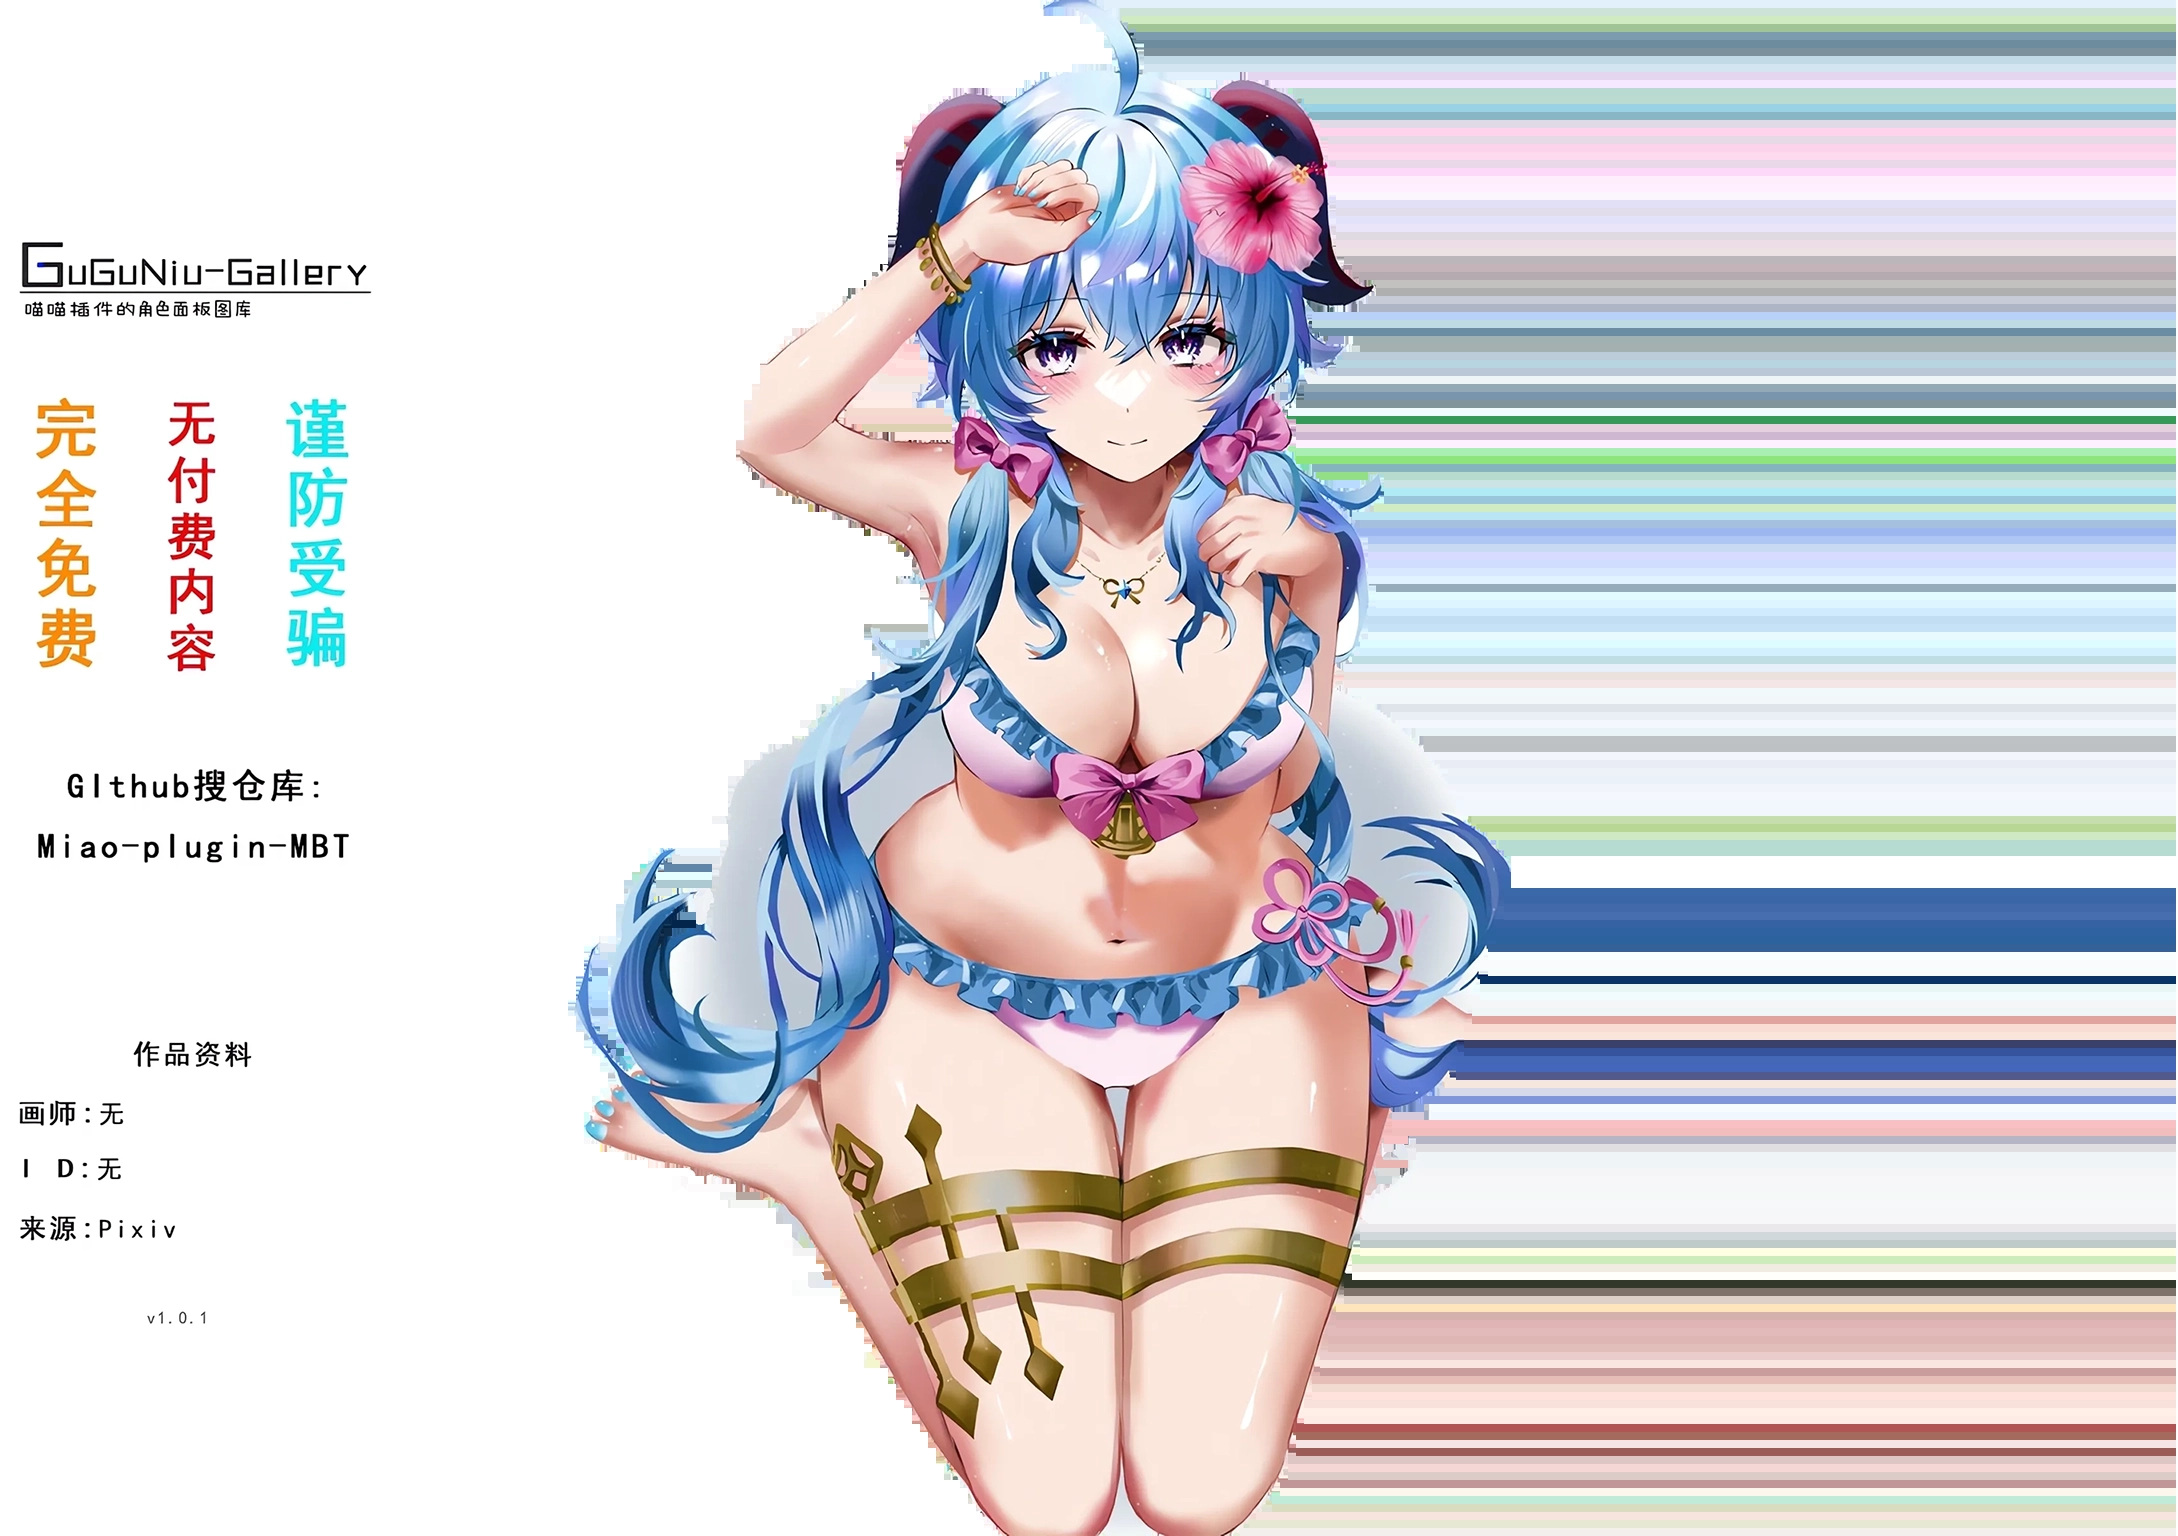 GuGuNiu-Gallery
喵喵插件的角色面板图库
完全免费
无付费内容
谨防受骗
GIthub搜仓库:
Miao-plugin-MBT
作品资料
画师:无
I D:无
来源:Pixiv
v1.0.1